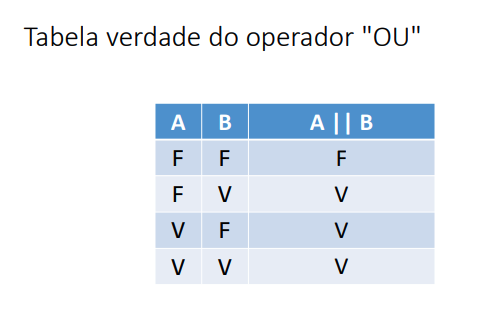 Tabela verdade do operador "OU"
A B A || B
F F F
F V V
V F V
V V V